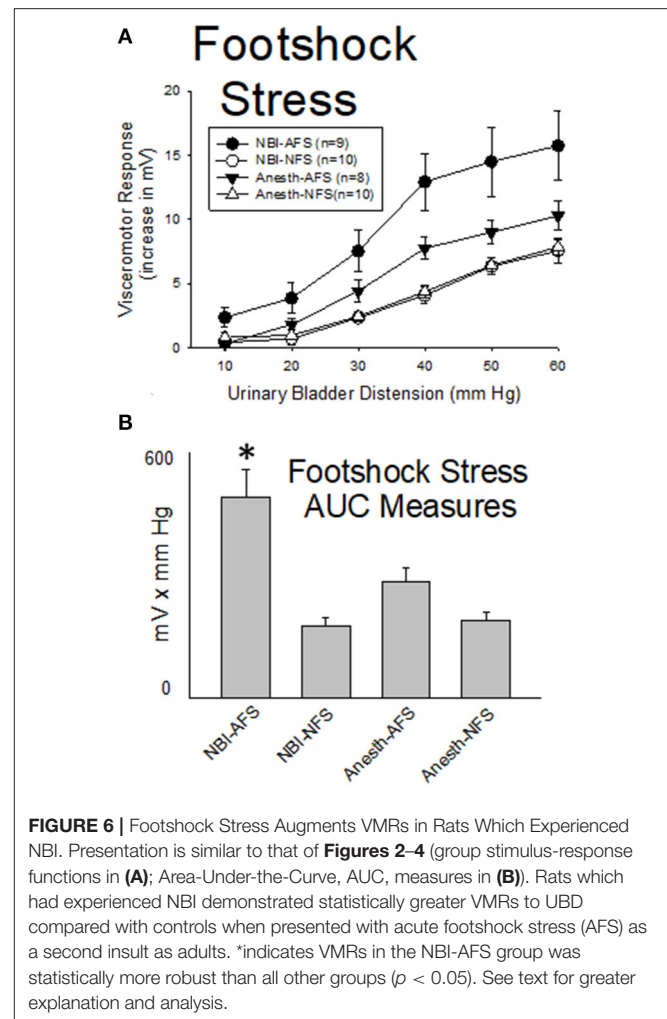 A
Footshock
Stress
20
15
10
5
0
Visceromotor Response
(increase in mV)
NBI-AFS (n=9)
NBI-NFS (n=10)
Anesth-AFS (n=8)
Anesth-NFS(n=10)
10 20 30 40 50 60
Urinary Bladder Distension (mm Hg)
B
600
0
mV x mm Hg
*
Footshock Stress
AUC Measures
NBI-AFS
NBI-NFS
Anesth-AFS
Anesth-NFS
FIGURE 6 | Footshock Stress Augments VMRs in Rats Which Experienced
NBI. Presentation is similar to that of Figures 2–4 (group stimulus-response
functions in (A); Area-Under-the-Curve, AUC, measures in (B)). Rats which
had experienced NBI demonstrated statistically greater VMRs to UBD
compared with controls when presented with acute footshock stress (AFS) as
a second insult as adults. *indicates VMRs in the NBI-AFS group was
statistically more robust than all other groups (p < 0.05). See text for greater
explanation and analysis.